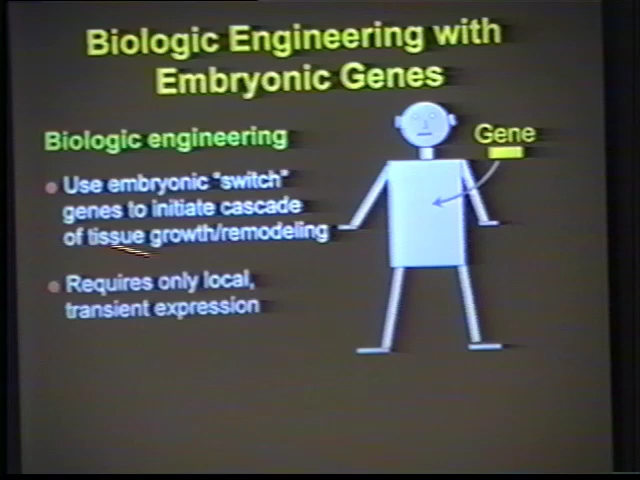 Biologic Engineering with
Embryonic Genes
Biologic engineering
Gene
• Use embryonic "switch"
genes to initiate cascade
of tissue growth/remodeling
• Requires only local,
transient expression